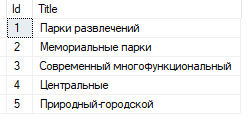 Id Title
1 Парки развлечений
2 Мемориальные парки
3 Современный многофункциональный
4 Центральные
5 Природный-городской